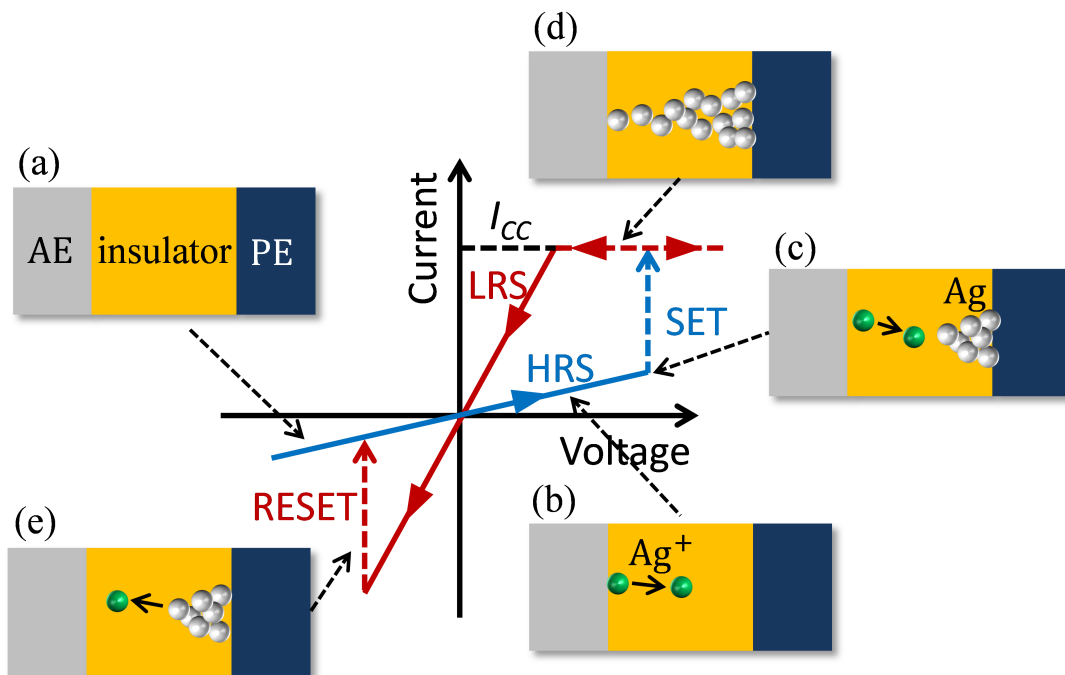 (d)
(a)
AE insulator PE
Current
I_CC
LRS
SET
HRS
Voltage
RESET
(c)
Ag
(b)
Ag⁺
(e)